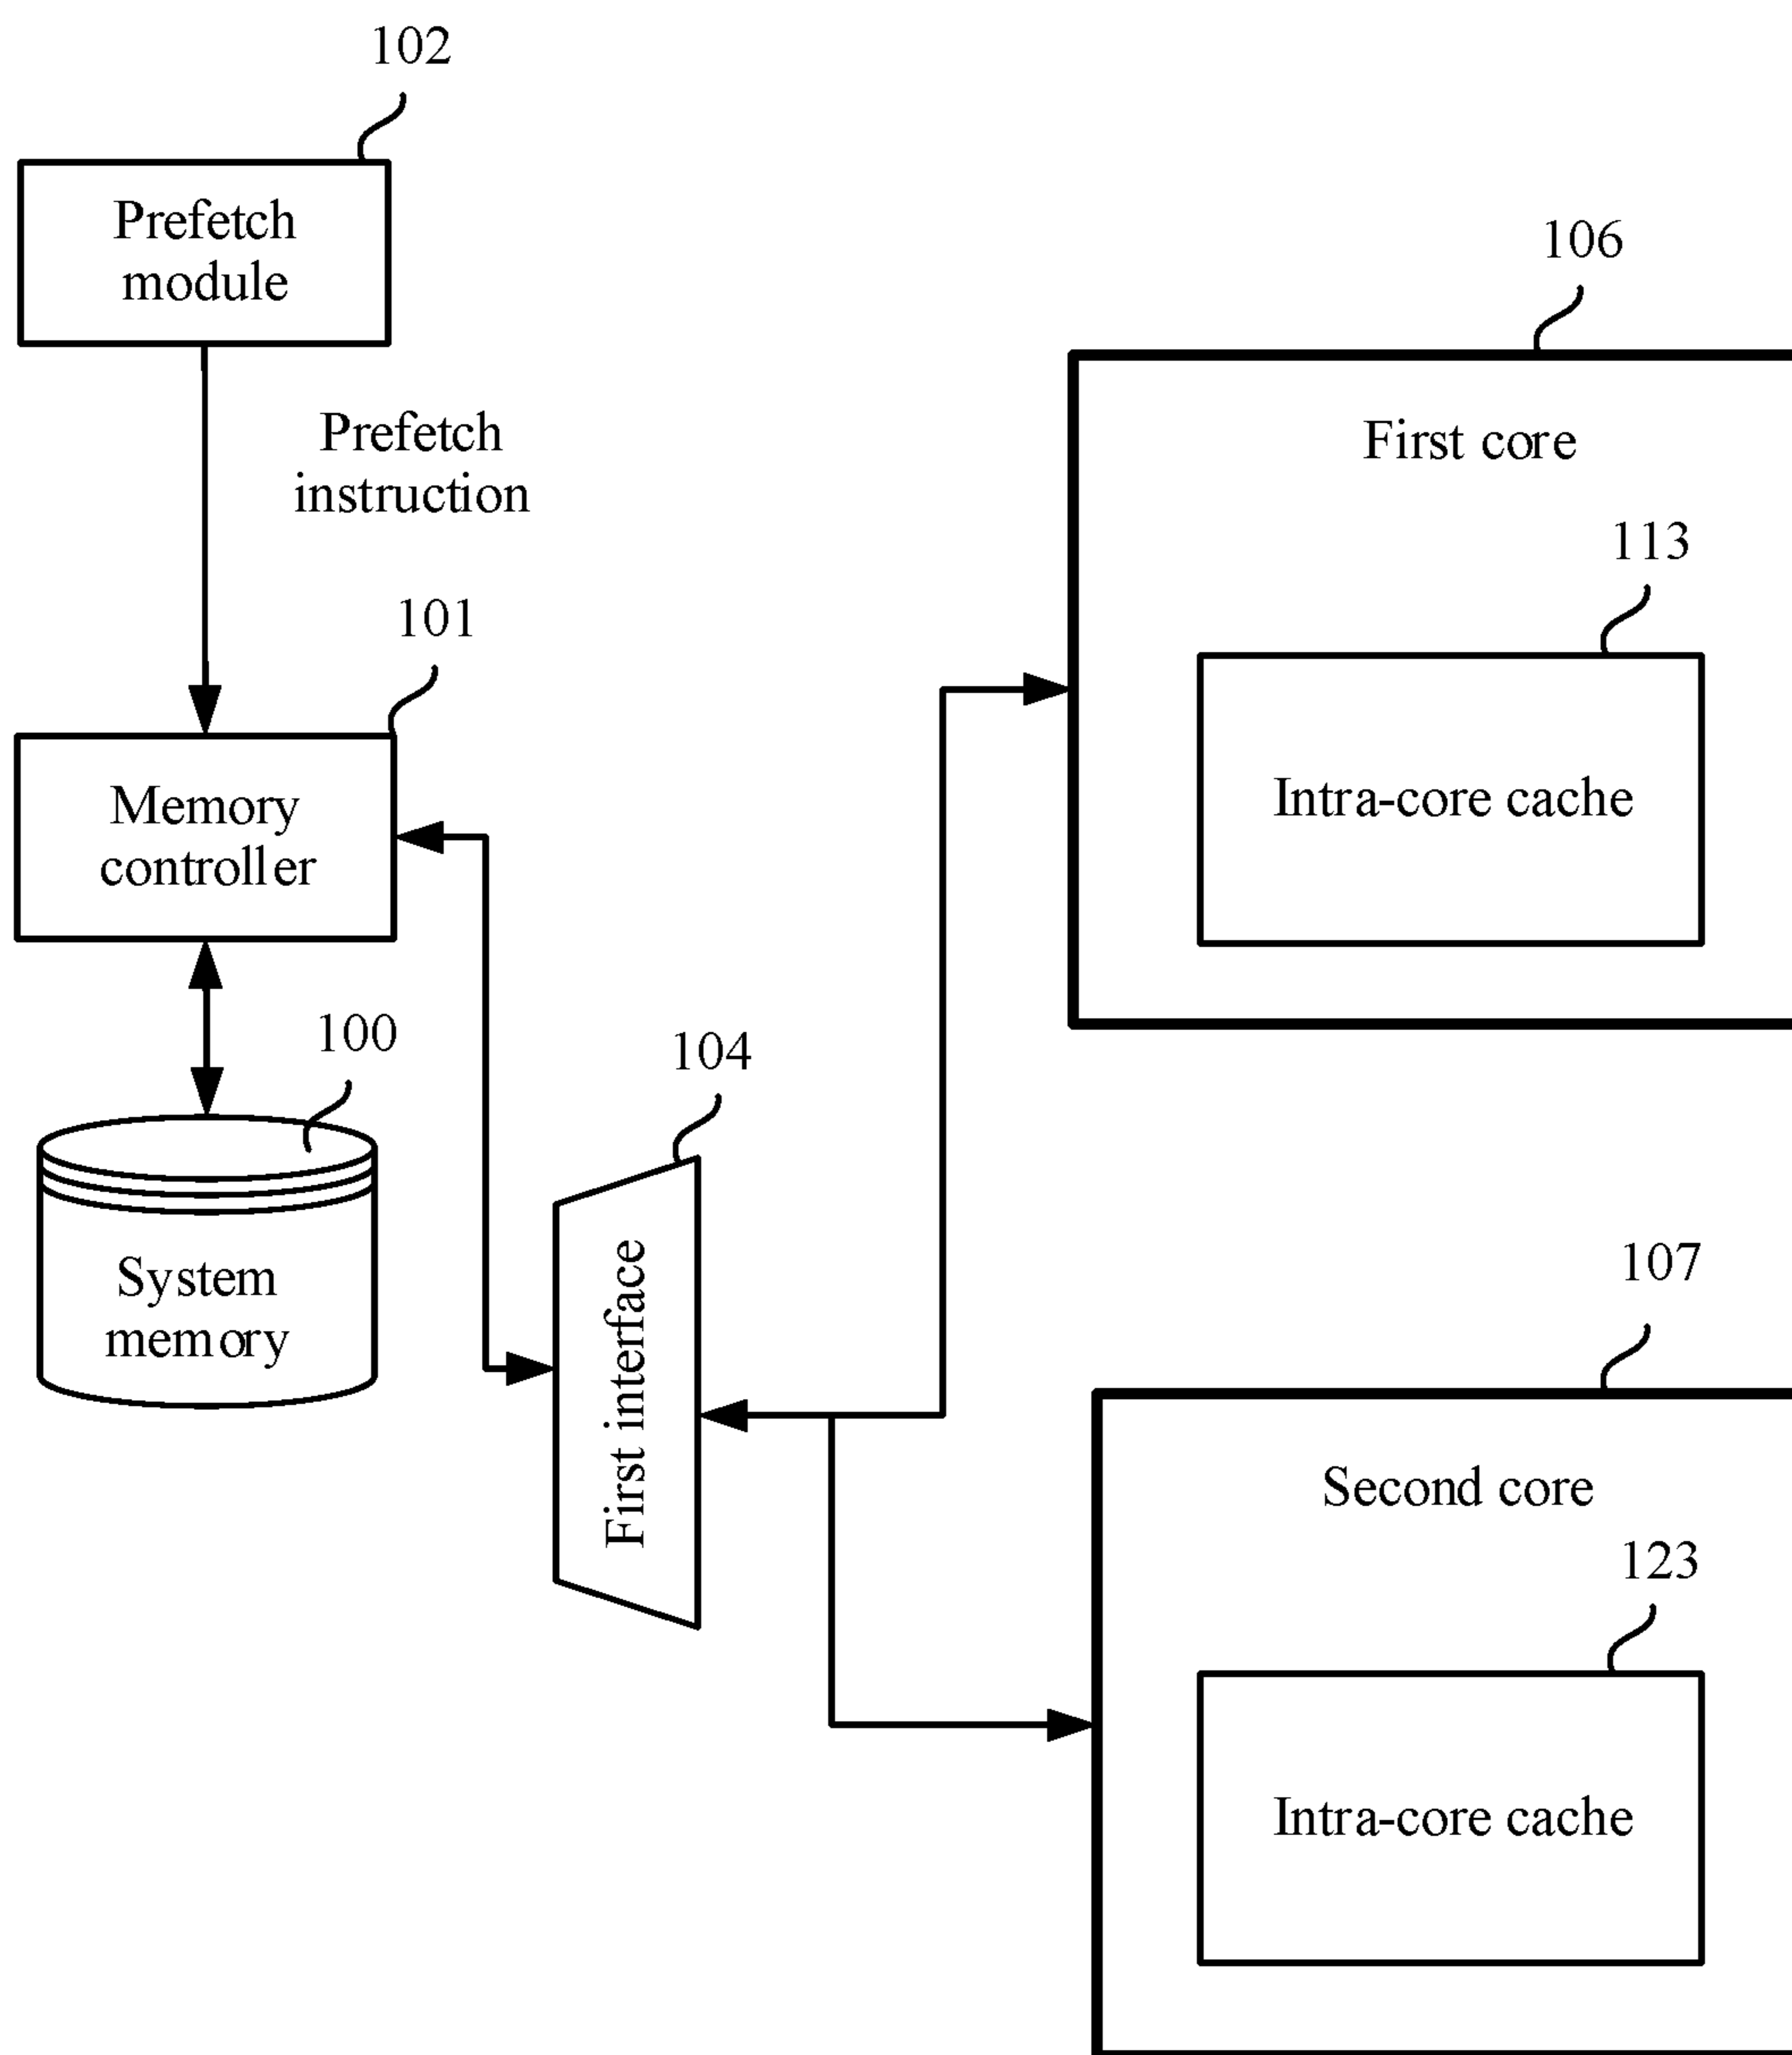 102
Prefetch
module
Prefetch
instruction
101
Memory
controller
100
System
memory
104
First interface
106
First core
113
Intra-core cache
107
Second core
123
Intra-core cache